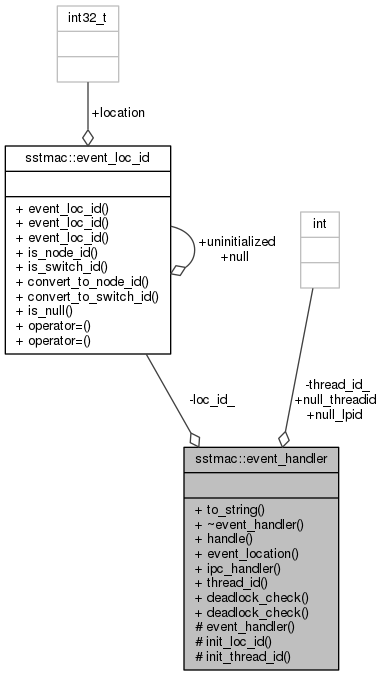 int32_t
+location
sstmac::event_loc_id
+ event_loc_id()
+ event_loc_id()
+ event_loc_id()
+ is_node_id()
+ is_switch_id()
+ convert_to_node_id()
+ convert_to_switch_id()
+ is_null()
+ operator=()
+ operator=()
+uninitialized
+null
int
-loc_id_
-thread_id_
+null_threadid
+null_lpid
sstmac::event_handler
+ to_string()
+ ~event_handler()
+ handle()
+ event_location()
+ ipc_handler()
+ thread_id()
+ deadlock_check()
+ deadlock_check()
# event_handler()
# init_loc_id()
# init_thread_id()